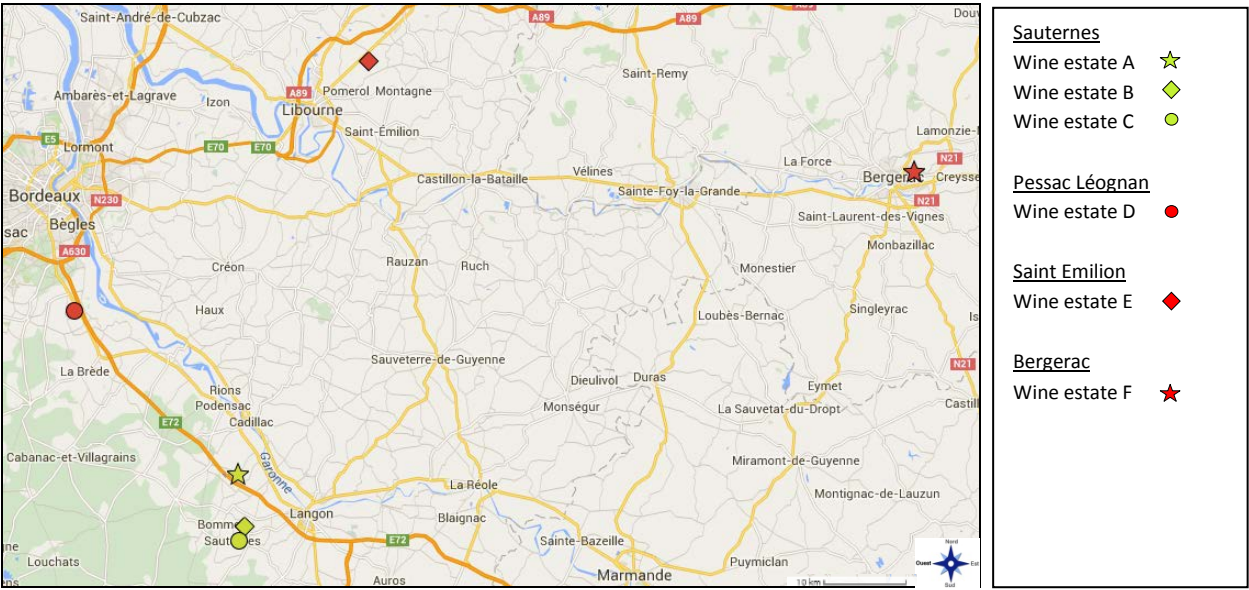 Saint-André-de-Cubzac
A89
A89
Saint-Remy
Ambarès-et-Lagrave
Izon
A89
Pomerol
Montagne
Libourne
Saint-Émilion
E5
Lormont
E70
E70
Lamonzie-
N21
La Force
Castillon-la-Bataille
Vélines
Sainte-Foy-la-Grande
Creysse
Bordeaux
N230
N21
Saint-Laurent-des-Vignes
Bègles
sac
A630
Monbazillac
Créon
Rauzan
Ruch
Monestier
Haux
Loubès-Bernac
Singleyrac
Sauveterre-de-Guyenne
La Brède
N21
Dieulivol
Duras
Eymet
Rions
Podensac
Cadillac
Monségur
La Sauvetat-du-Dropt
Castill
E72
Garonne
Cabanac-et-Villagrains
Miramont-de-Guyenne
La Réole
Montignac-de-Lauzun
Langon
Blaignac
E72
Sainte-Bazeille
Louchats
Puymiclan
Marmande
Auros
10 km
Nord
Ouest
Est
Sud
Sauternes
Wine estate A
Wine estate B
Wine estate C
Pessac Léognan
Wine estate D
Saint Emilion
Wine estate E
Bergerac
Wine estate F